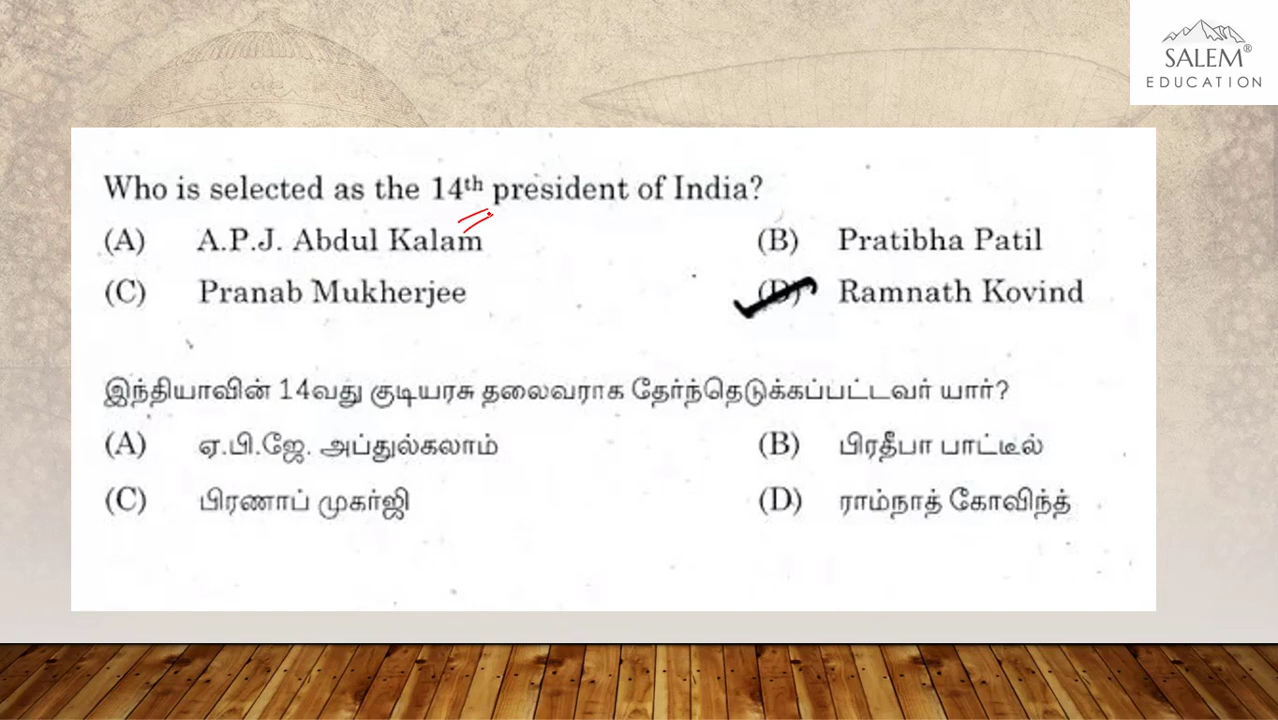 SALEM®
EDUCATION
Who is selected as the 14th president of India?
(A) A.P.J. Abdul Kalam (B) Pratibha Patil
(C) Pranab Mukherjee (D) Ramnath Kovind
இந்தியாவின் 14வது குடியரசு தலைவராக தேர்ந்தெடுக்கப்பட்டவர் யார்?
(A) ஏ.பி.ஜே. அப்துல்கலாம் (B) பிரதீபா பாட்டீல்
(C) பிரணாப் முகர்ஜி (D) ராம்நாத் கோவிந்த்